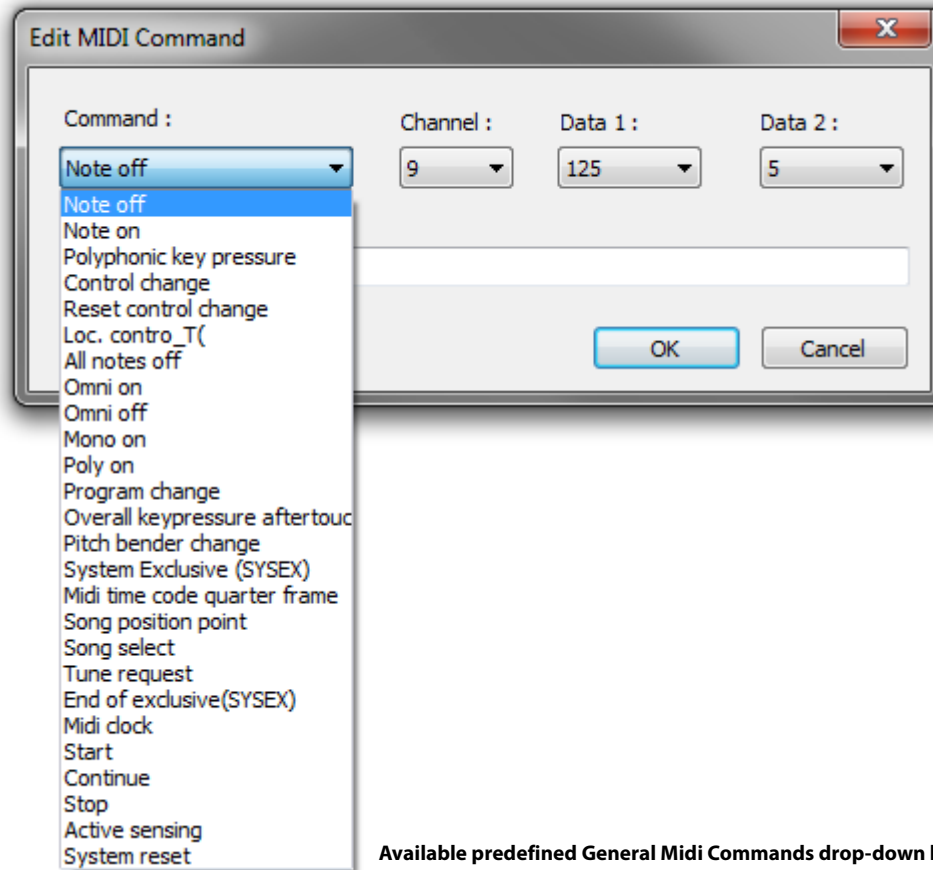 Edit MIDI Command
Command : Channel : Data 1 : Data 2 :
Note off 9 125 5
Note off
Note on
Polyphonic key pressure
Control change
Reset control change
Loc. contro_T(
All notes off
OK Cancel
Omni on
Omni off
Mono on
Poly on
Program change
Overall keypressure aftertouc
Pitch bender change
System Exclusive (SYSEX)
Midi time code quarter frame
Song position point
Song select
Tune request
End of exclusive(SYSEX)
Midi clock
Start
Continue
Stop
Active sensing
System reset
Available predefined General Midi Commands drop-down